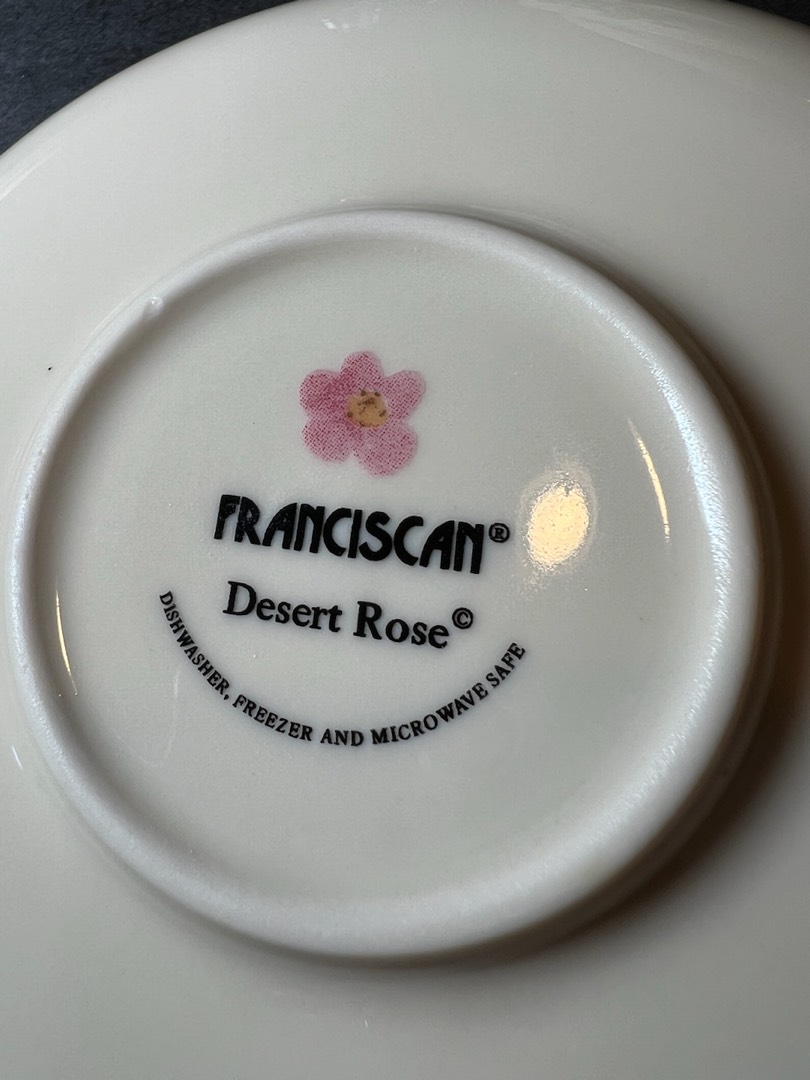 FRANCISCAN®
Desert Rose©
DISHWASHER, FREEZER AND MICROWAVE SAFE